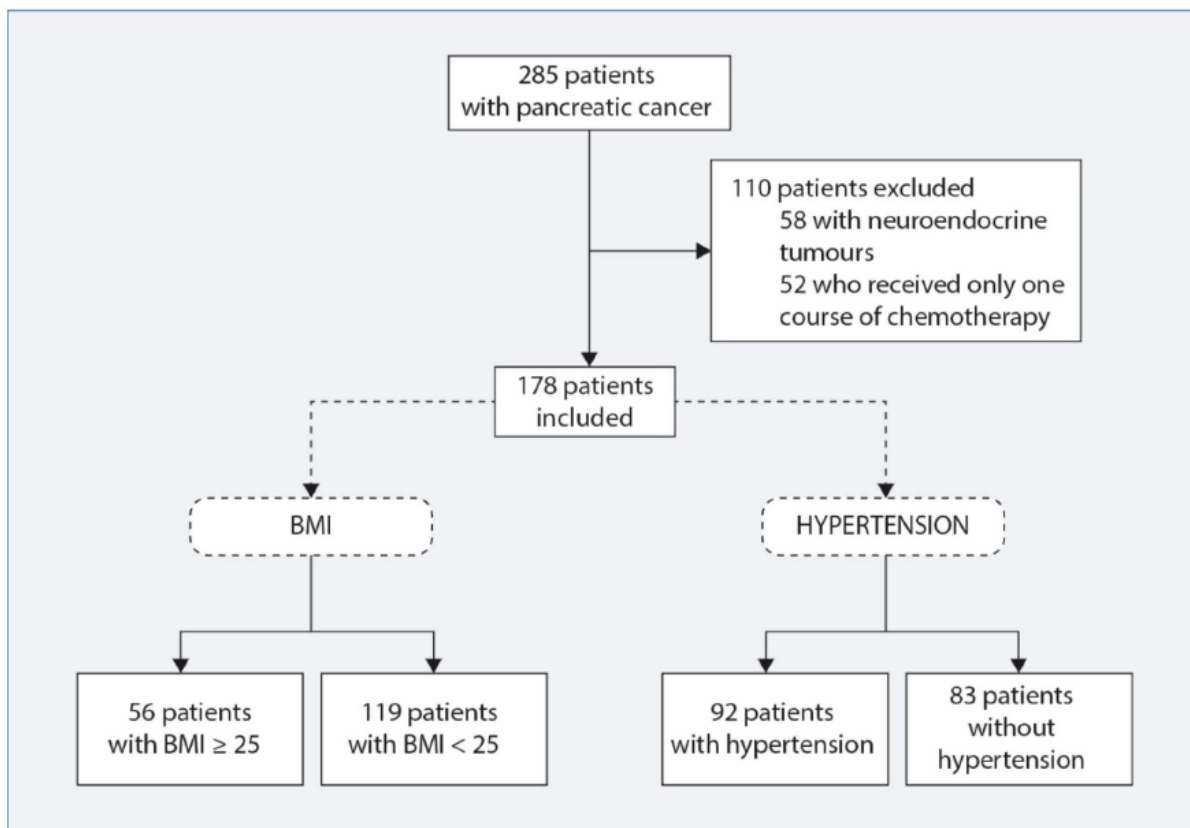 285 patients
with pancreatic cancer
110 patients excluded
58 with neuroendocrine
tumours
52 who received only one
course of chemotherapy
178 patients
included
BMI
HYPERTENSION
56 patients
with BMI ≥ 25
119 patients
with BMI < 25
92 patients
with hypertension
83 patients
without
hypertension